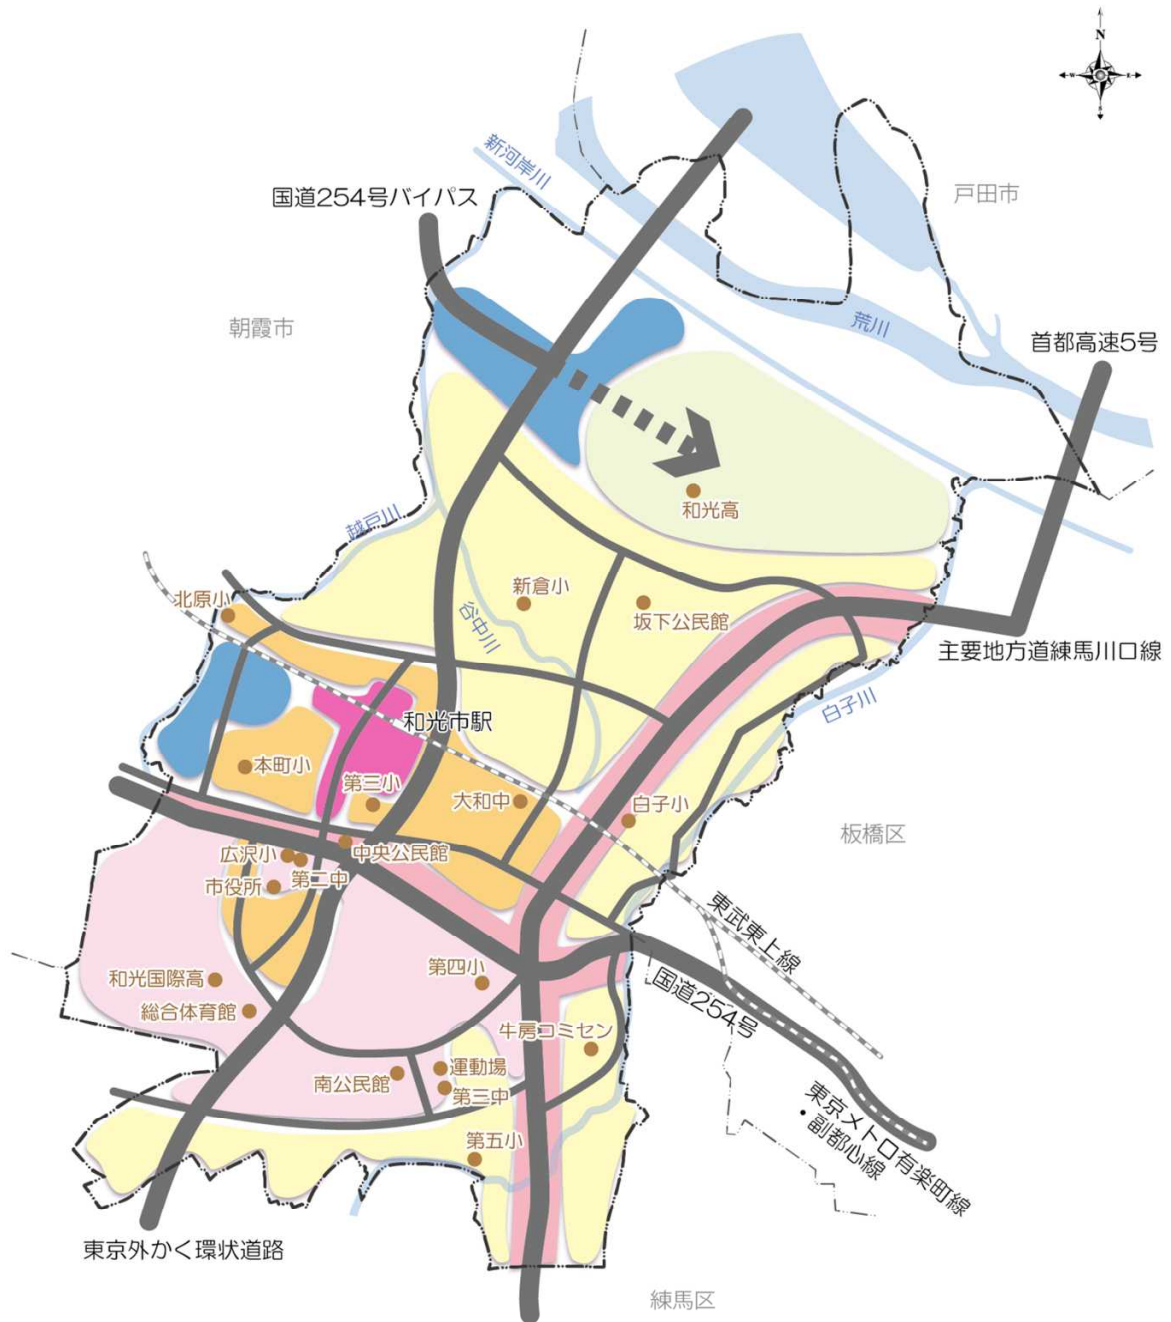 N
W
E
S
新河岸川
戸田市
国道254号バイパス
朝霞市
荒川
首都高速5号
和光高
越戸川
新倉小
坂下公民館
北原小
谷中川
主要地方道練馬川口線
白子川
和光市駅
本町小
第三小
大和中
白子小
板橋区
中央公民館
広沢小
第二中
市役所
東武東上線
和光国際高
第四小
国道254号
総合体育館
牛房コミセン
運動場
南公民館
第三中
東京メトロ有楽町線
・副都心線
第五小
東京外かく環状道路
練馬区